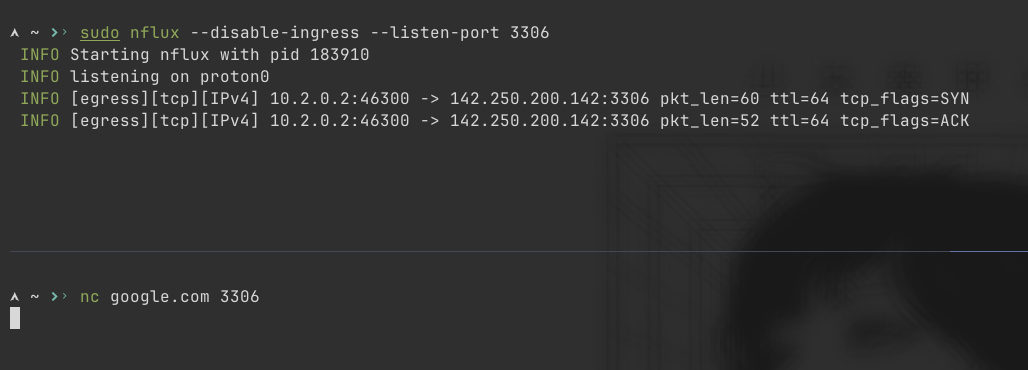 ~ sudo nflux --disable-ingress --listen-port 3306
INFO Starting nflux with pid 183910
INFO listening on proton0
INFO [egress][tcp][IPv4] 10.2.0.2:46300 -> 142.250.200.142:3306 pkt_len=60 ttl=64 tcp_flags=SYN
INFO [egress][tcp][IPv4] 10.2.0.2:46300 -> 142.250.200.142:3306 pkt_len=52 ttl=64 tcp_flags=ACK
~ nc google.com 3306